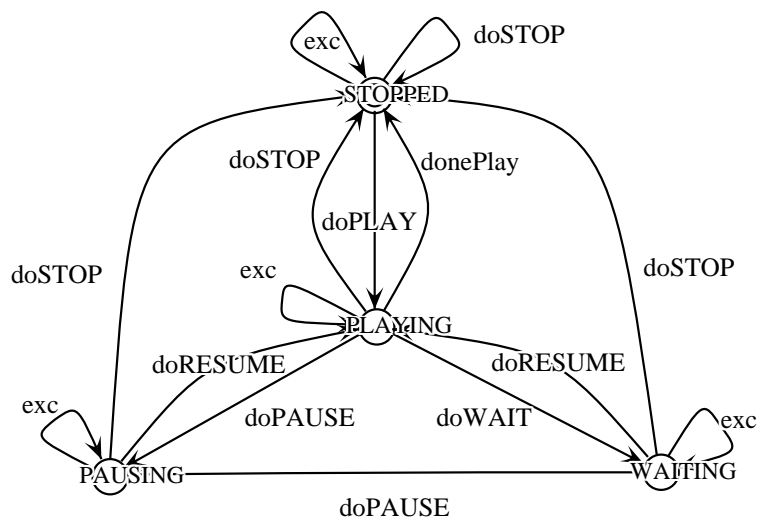 exc
doSTOP
STOPPED
doSTOP
donePlay
doPLAY
doSTOP
doSTOP
exc
PLAYING
doRESUME
doRESUME
exc
doPAUSE
doWAIT
exc
PAUSING
WAITING
doPAUSE